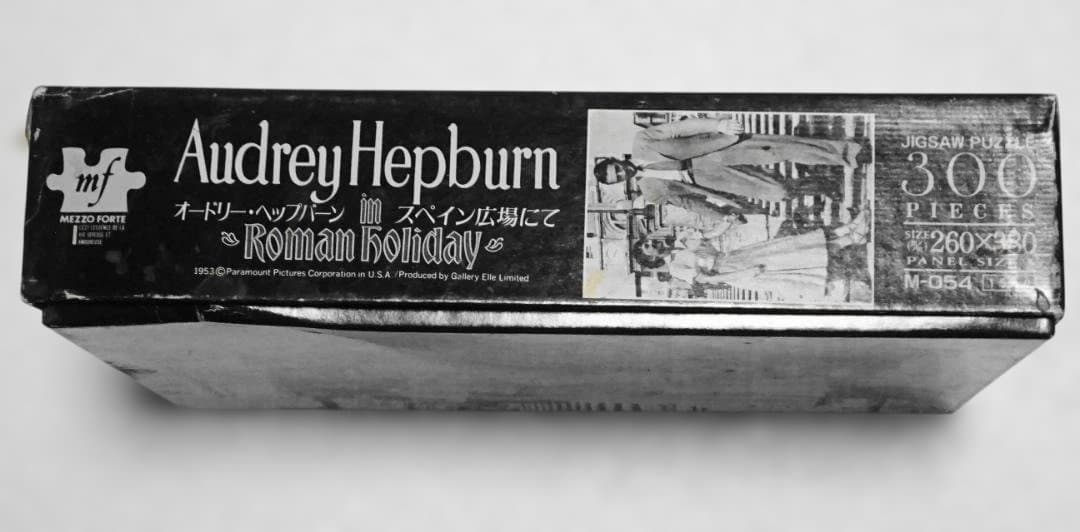 mf
MEZZO FORTE
Audrey Hepburn
オードリー・ヘップバーン in スペイン広場にて
Roman Holiday
1953©Paramount Pictures Corporation in U.S.A. /Produced by Gallery Elle Limited
JIGSAW PUZZLE
300
PIECES
SIZE 260×380
PANEL SIZE
M-054